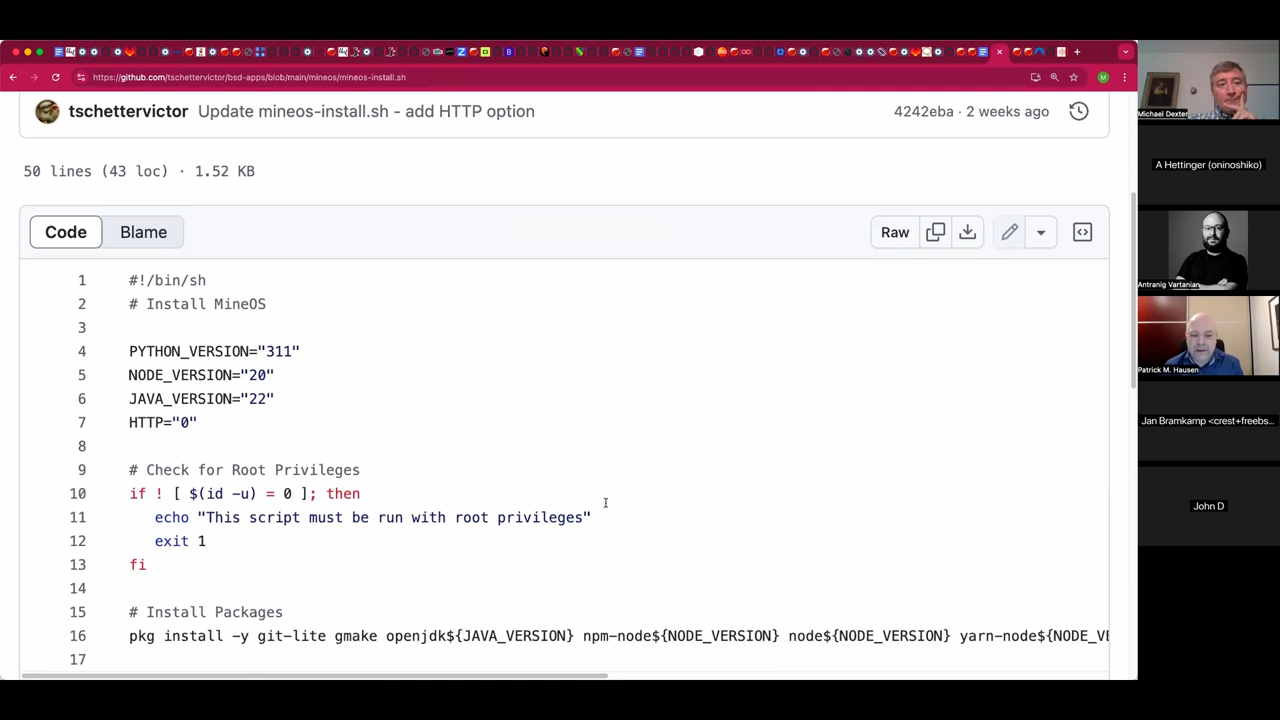 https://github.com/tschettervictor/bsd-apps/blob/main/mineos/mineos-install.sh
tschettervictor Update mineos-install.sh - add HTTP option
4242eba · 2 weeks ago
50 lines (43 loc) · 1.52 KB
Code
Blame
Raw
1 #!/bin/sh
2 # Install MineOS
3
4 PYTHON_VERSION="311"
5 NODE_VERSION="20"
6 JAVA_VERSION="22"
7 HTTP="0"
8
9 # Check for Root Privileges
10 if ! [ $(id -u) = 0 ]; then
11 echo "This script must be run with root privileges"
12 exit 1
13 fi
14
15 # Install Packages
16 pkg install -y git-lite gmake openjdk${JAVA_VERSION} npm-node${NODE_VERSION} node${NODE_VERSION} yarn-node${NODE_VE
17
Michael Dexter
A Hettinger (oninoshiko)
Antranig Vartanian
Patrick M. Hausen
Jan Bramkamp <crest+freebs...
John D